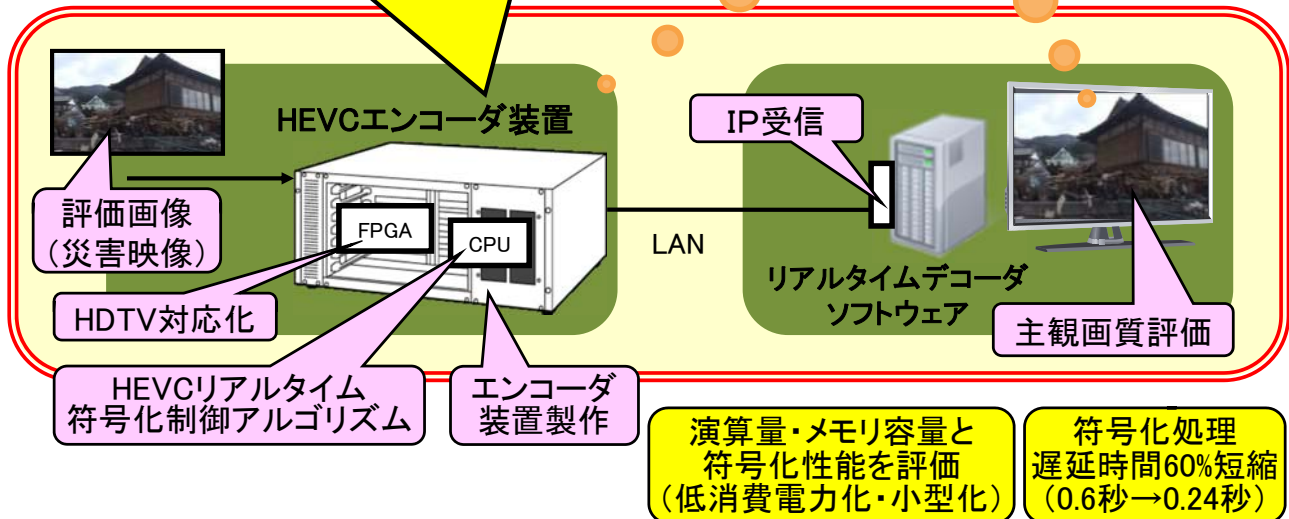 HEVCエンコーダ装置
IP受信
評価画像
(災害映像)
FPGA
CPU
LAN
リアルタイムデコーダ
ソフトウェア
HDTV対応化
主観画質評価
HEVCリアルタイム
符号化制御アルゴリズム
エンコーダ
装置製作
演算量・メモリ容量と
符号化性能を評価
(低消費電力化・小型化)
符号化処理
遅延時間60%短縮
(0.6秒→0.24秒)